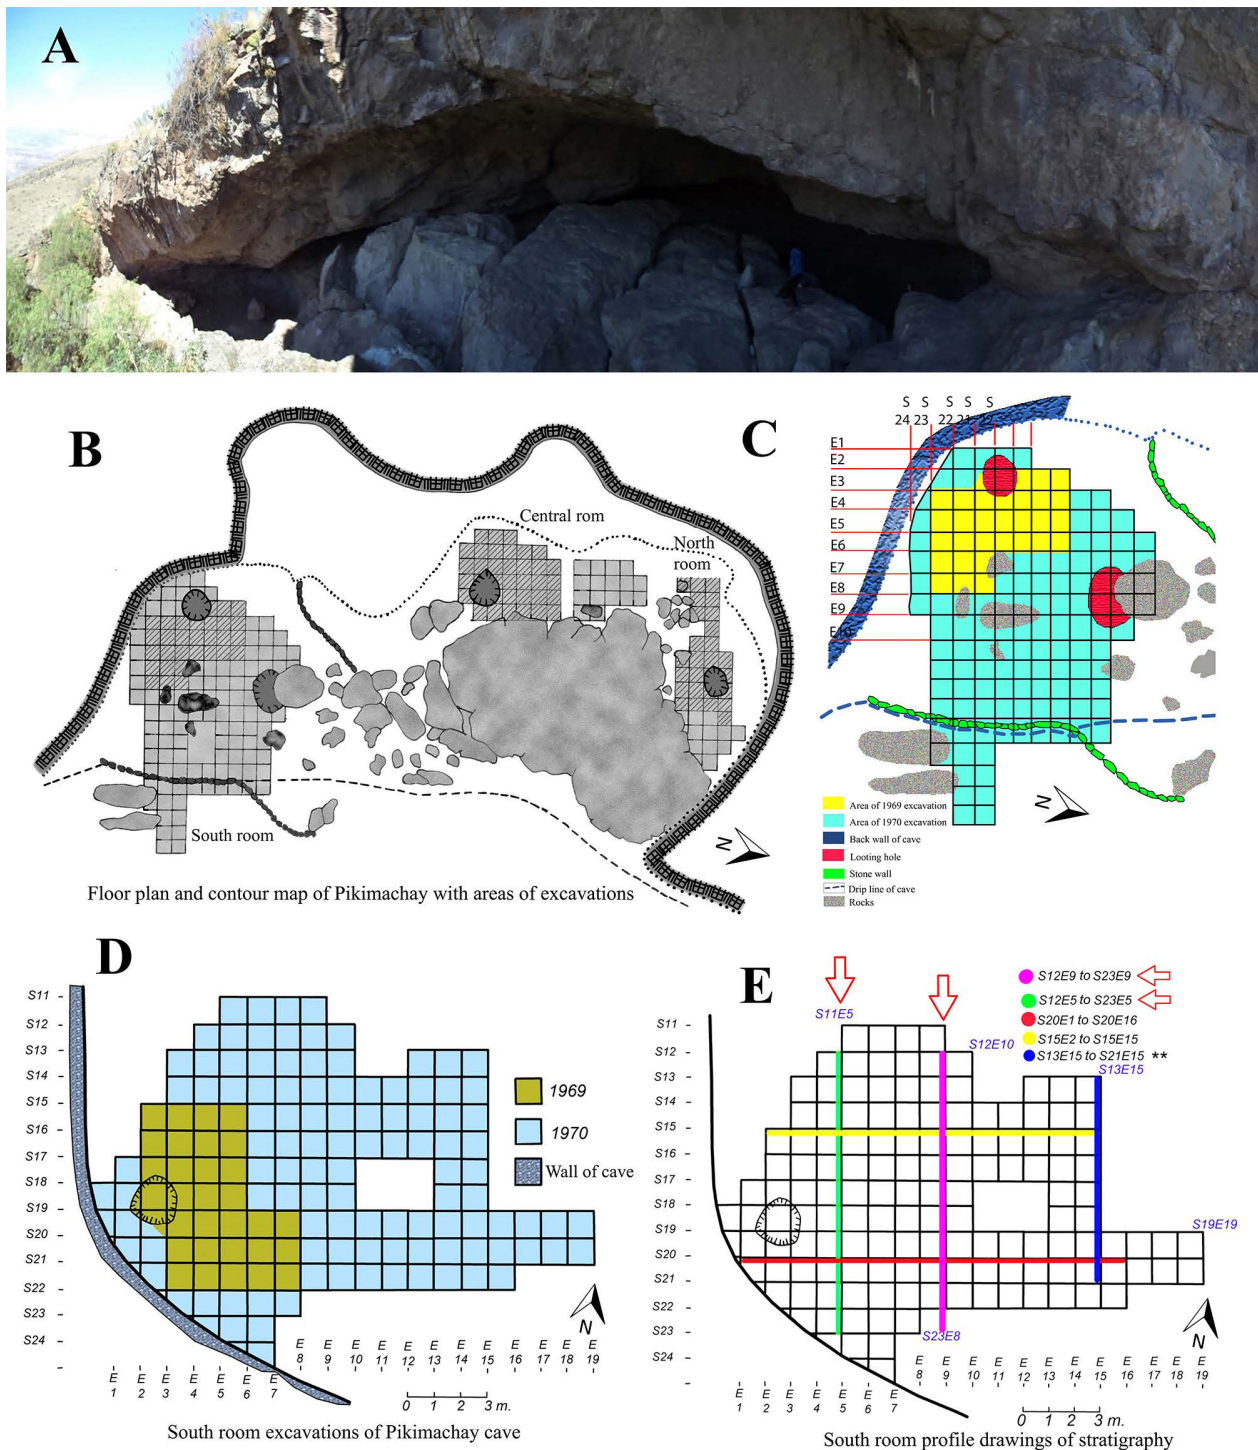 A
B
Central rom
North
room
South room
N
Floor plan and contour map of Pikimachay with areas of excavations
C
S S S S S
24 23 22 21 22
E1
E2
E3
E4
E5
E6
E7
E8
E9
E10
N
Area of 1969 excavation
Area of 1970 excavation
Back wall of cave
Looting hole
Stone wall
Drip line of cave
Rocks
D
S11
S12
S13
S14
S15
S16
S17
S18
S19
S20
S21
S22
S23
S24
1969
1970
Wall of cave
N
E E E E E E E E E E E E
8 9 10 11 12 13 14 15 16 17 18 19
E E E E E E E
1 2 3 4 5 6 7
0 1 2 3 m.
South room excavations of Pikimachay cave
E
S12E9 to S23E9
S12E5 to S23E5
S20E1 to S20E16
S15E2 to S15E15
S13E15 to S21E15 **
S11E5
S12E10
S13E15
S19E19
S23E8
S11
S12
S13
S14
S15
S16
S17
S18
S19
S20
S21
S22
S23
S24
N
E E E E E E E E E E E E
8 9 10 11 12 13 14 15 16 17 18 19
E E E E E E E
1 2 3 4 5 6 7
0 1 2 3 m.
South room profile drawings of stratigraphy